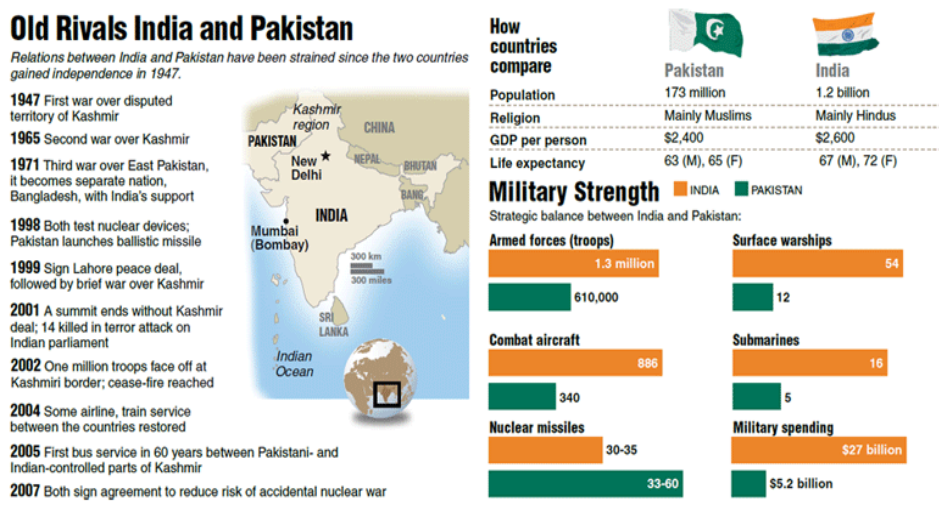 Old Rivals India and Pakistan
Relations between India and Pakistan have been strained since the two countries
gained independence in 1947.
1947 First war over disputed
territory of Kashmir
1965 Second war over Kashmir
1971 Third war over East Pakistan,
it becomes separate nation,
Bangladesh, with India's support
1998 Both test nuclear devices;
Pakistan launches ballistic missile
1999 Sign Lahore peace deal,
followed by brief war over Kashmir
2001 A summit ends without Kashmir
deal; 14 killed in terror attack on
Indian parliament
2002 One million troops face off at
Kashmiri border; cease-fire reached
2004 Some airline, train service
between the countries restored
2005 First bus service in 60 years between Pakistani- and
Indian-controlled parts of Kashmir
2007 Both sign agreement to reduce risk of accidental nuclear war
Kashmir
region
CHINA
PAKISTAN
New
Delhi
NEPAL
BHUTAN
BANG.
INDIA
Mumbai
(Bombay)
300 km
300 miles
SRI
LANKA
Indian
Ocean
How
countries
compare
Pakistan
India
Population 173 million 1.2 billion
Religion Mainly Muslims Mainly Hindus
GDP per person $2,400 $2,600
Life expectancy 63 (M), 65 (F) 67 (M), 72 (F)
Military Strength INDIA PAKISTAN
Strategic balance between India and Pakistan:
Armed forces (troops)
1.3 million
610,000
Surface warships
54
12
Combat aircraft
886
340
Submarines
16
5
Nuclear missiles
30-35
33-60
Military spending
$27 billion
$5.2 billion